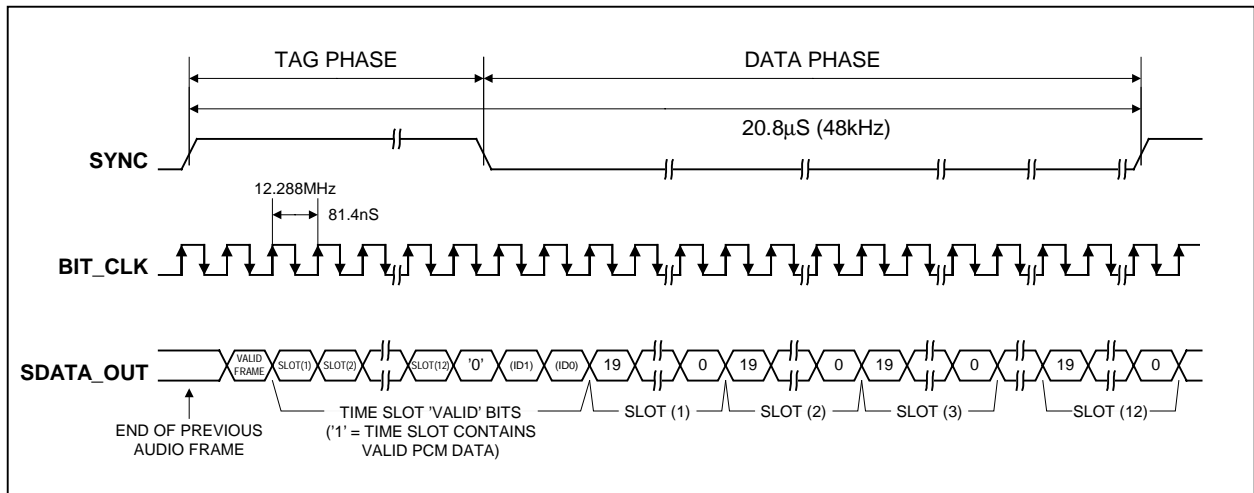 TAG PHASE
DATA PHASE
20.8µS (48kHz)
SYNC
12.288MHz
81.4nS
BIT_CLK
SDATA_OUT
VALID
FRAME
SLOT(1)
SLOT(2)
SLOT(12)
'0'
(ID1)
(ID0)
19
0
19
0
19
0
19
0
END OF PREVIOUS
AUDIO FRAME
TIME SLOT 'VALID' BITS
('1' = TIME SLOT CONTAINS
VALID PCM DATA)
SLOT (1)
SLOT (2)
SLOT (3)
SLOT (12)